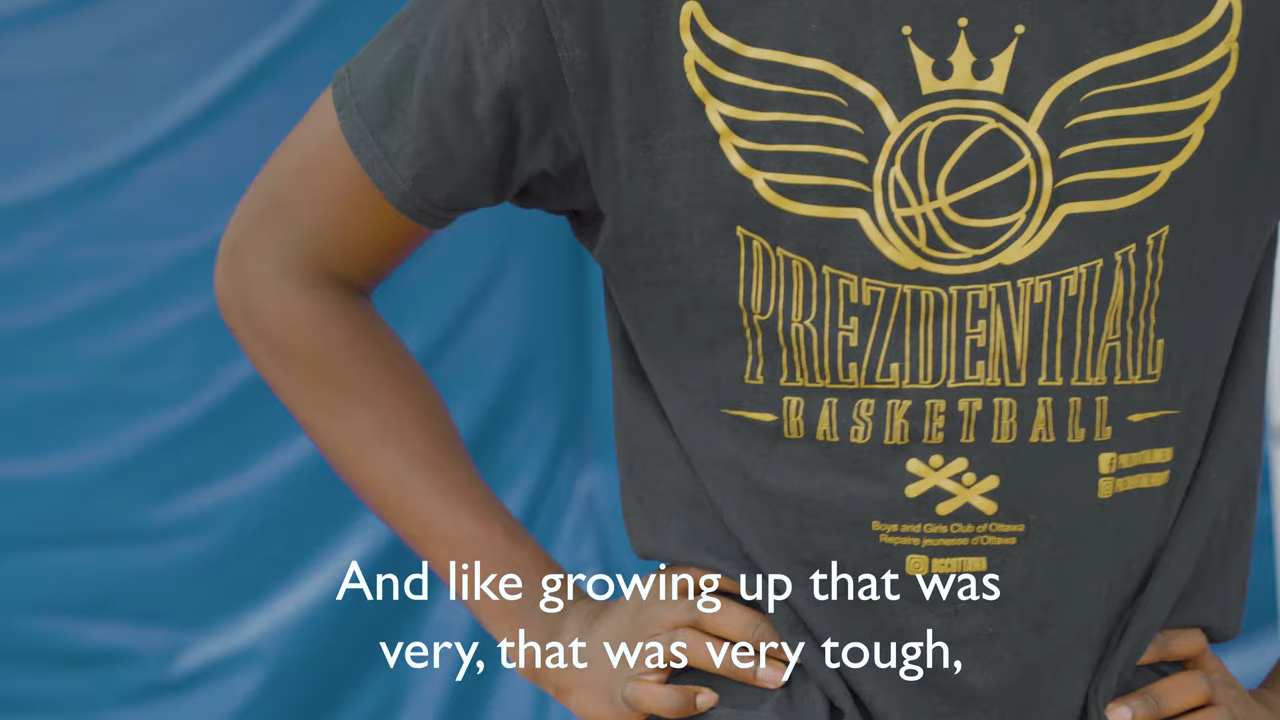 PREZDENTIAL
BASKETBALL
Boys and Girls Club of Ottawa
Repaire jeunesse d'Ottawa
BGCOTTAWA
And like growing up that was
very, that was very tough,